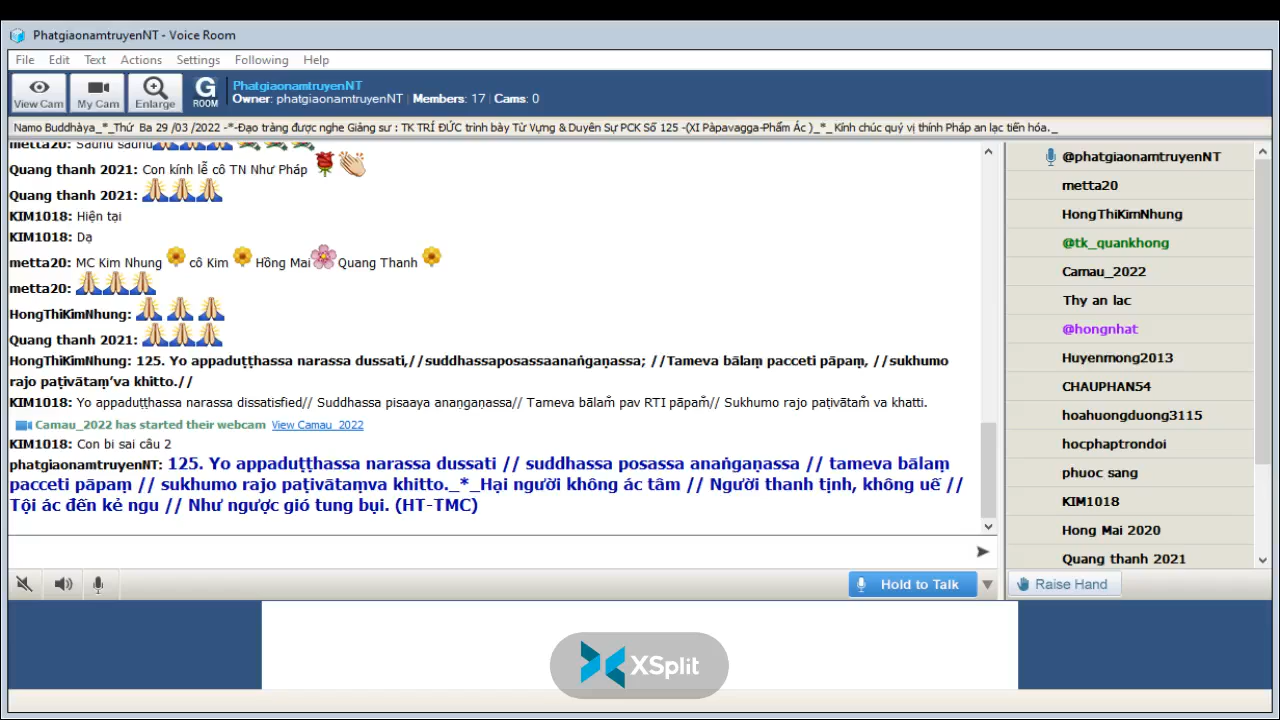 PhatgiaonamtruyenNT - Voice Room
File Edit Text Actions Settings Following Help
View Cam My Cam Enlarge G ROOM
PhatgiaonamtruyenNT
Owner: phatgiaonamtruyenNT | Members: 17 | Cams: 0
Namo Buddhàya_*_Thứ Ba 29 /03 /2022 -*-Đạo tràng được nghe Giảng sư : TK TRÍ ĐỨC trình bày Từ Vựng & Duyên Sự PCK Số 125 -(XI Pàpavagga-Phẩm Ác )_*_ Kính chúc quý vị thính Pháp an lạc tiến hóa._
metta20: Sadhu sadhu
Quang thanh 2021: Con kính lễ cô TN Như Pháp
Quang thanh 2021:
KIM1018: Hiện tại
KIM1018: Dạ
metta20: MC Kim Nhung cô Kim Hồng Mai Quang Thanh
metta20:
HongThiKimNhung:
Quang thanh 2021:
HongThiKimNhung: 125. Yo appaduṭṭhassa narassa dussati,//suddhassaposassaanaṅgaṇassa; //Tameva bālaṃ pacceti pāpaṃ, //sukhumo
rajo paṭivātaṃ’va khitto.//
KIM1018: Yo appaduṭṭhassa narassa dissatisfied// Suddhassa pisaaya anaṇgaṇassa// Tameva bālaṁ pav RTI pāpaṁ// Sukhumo rajo paṭivātaṁ va khatti.
Camau_2022 has started their webcam View Camau_2022
KIM1018: Con bi sai câu 2
phatgiaonamtruyenNT: 125. Yo appaduṭṭhassa narassa dussati // suddhassa posassa anaṅgaṇassa // tameva bālaṃ
pacceti pāpaṃ // sukhumo rajo paṭivātaṃva khitto._*_Hại người không ác tâm // Người thanh tịnh, không uế //
Tội ác đến kẻ ngu // Như ngược gió tung bụi. (HT-TMC)
Hold to Talk
@phatgiaonamtruyenNT
metta20
HongThiKimNhung
@tk_quankhong
Camau_2022
Thy an lac
@hongnhat
Huyenmong2013
CHAUPHAN54
hoahuongduong3115
hocphaptrondoi
phuoc sang
KIM1018
Hong Mai 2020
Quang thanh 2021
Raise Hand
XSplit